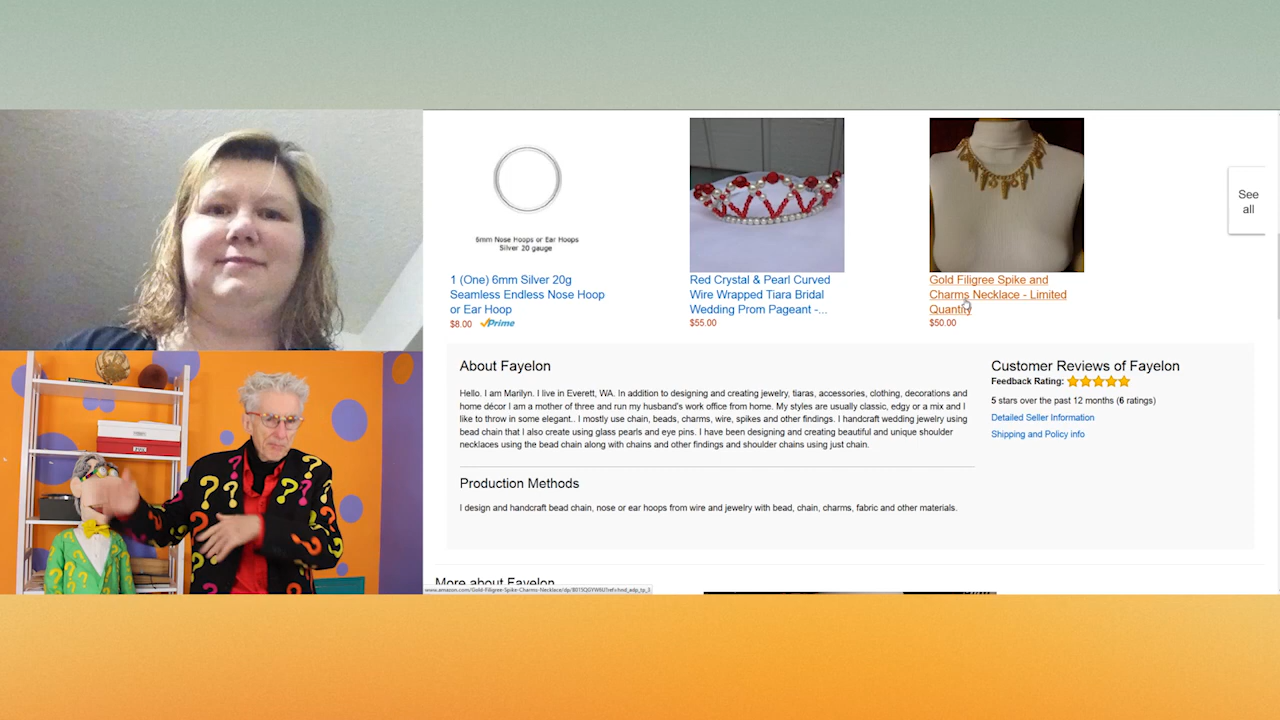 6mm Nose Hoops or Ear Hoops
Silver 20 gauge
1 (One) 6mm Silver 20g
Seamless Endless Nose Hoop
or Ear Hoop
$8.00 Prime
Red Crystal & Pearl Curved
Wire Wrapped Tiara Bridal
Wedding Prom Pageant -...
$55.00
Gold Filigree Spike and
Charms Necklace - Limited
Quantity
$50.00
See
all
About Fayelon
Hello. I am Marilyn. I live in Everett, WA. In addition to designing and creating jewelry, tiaras, accessories, clothing, decorations and
home décor I am a mother of three and run my husband's work office from home. My styles are usually classic, edgy or a mix and I
like to throw in some elegant.. I mostly use chain, beads, charms, wire, spikes and other findings. I handcraft wedding jewelry using
bead chain that I also create using glass pearls and eye pins. I have been designing and creating beautiful and unique shoulder
necklaces using the bead chain along with chains and other findings and shoulder chains using just chain.
Production Methods
I design and handcraft bead chain, nose or ear hoops from wire and jewelry with bead, chain, charms, fabric and other materials.
Customer Reviews of Fayelon
Feedback Rating:
5 stars over the past 12 months (6 ratings)
Detailed Seller Information
Shipping and Policy info
More about Fayelon